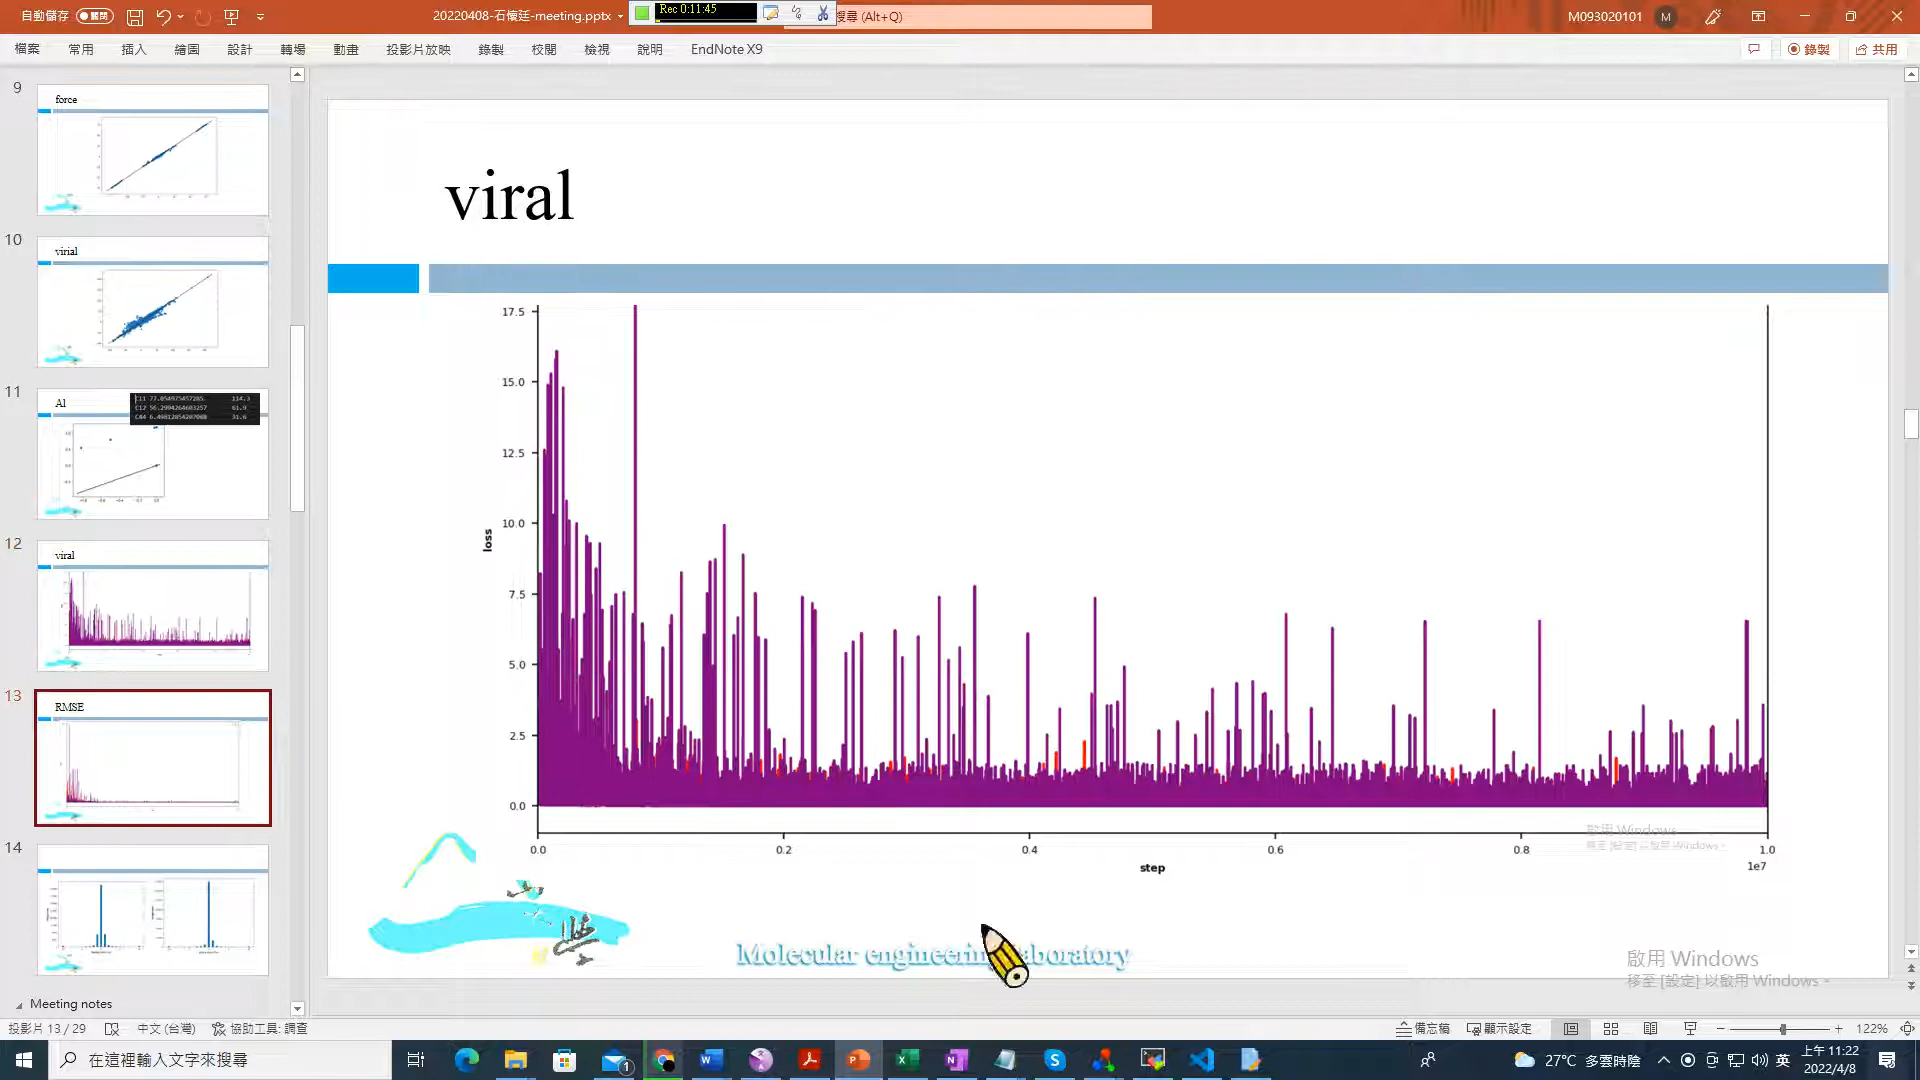 自動儲存
關閉
20220408-石懷廷-meeting.pptx
Rec 0:11:45
搜尋 (Alt+Q)
M093020101
M
檔案
常用
插入
繪圖
設計
轉場
動畫
投影片放映
錄製
校閱
檢視
說明
EndNote X9
錄製
共用
9
force
10
virial
11
Al
12
viral
13
RMSE
14
Meeting notes
viral
17.5
15.0
12.5
10.0
7.5
5.0
2.5
0.0
loss
0.0
0.2
0.4
0.6
0.8
1.0
1e7
step
Molecular engineering Laboratory
啟用 Windows
移至 [設定] 以啟用 Windows。
投影片 13 / 29
中文 (台灣)
協助工具: 調查
備忘稿
顯示設定
122%
在這裡輸入文字來搜尋
1
27°C 多雲時陰
英
上午 11:22
2022/4/8